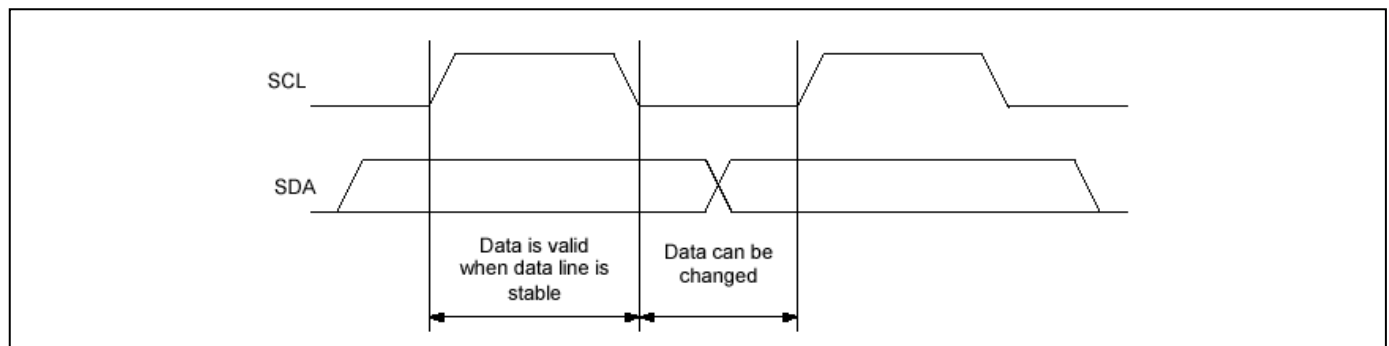 SCL
SDA
Data is valid
when data line is
stable
Data can be
changed